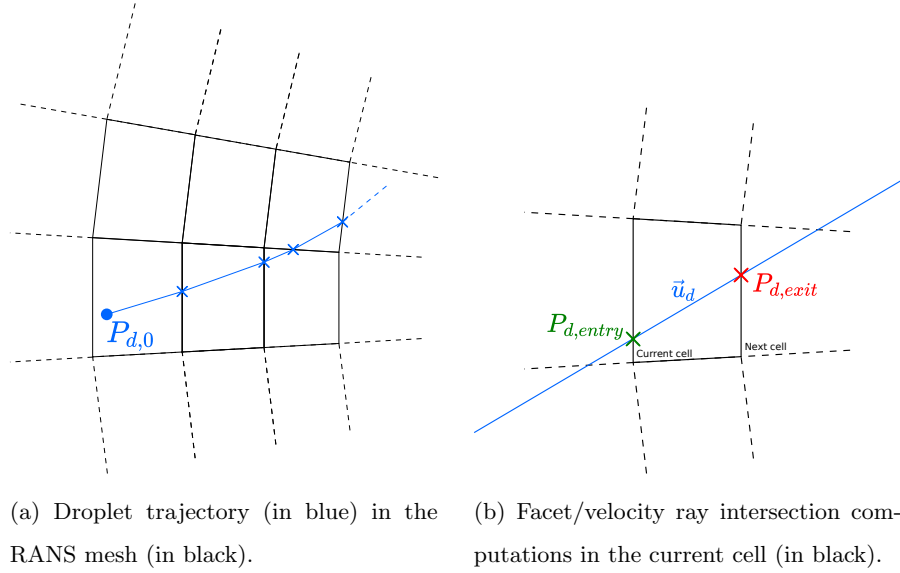 P_{d,0}
P_{d,entry}
\vec{u}_d
P_{d,exit}
Current cell
Next cell
(a) Droplet trajectory (in blue) in the
RANS mesh (in black).
(b) Facet/velocity ray intersection com-
putations in the current cell (in black).